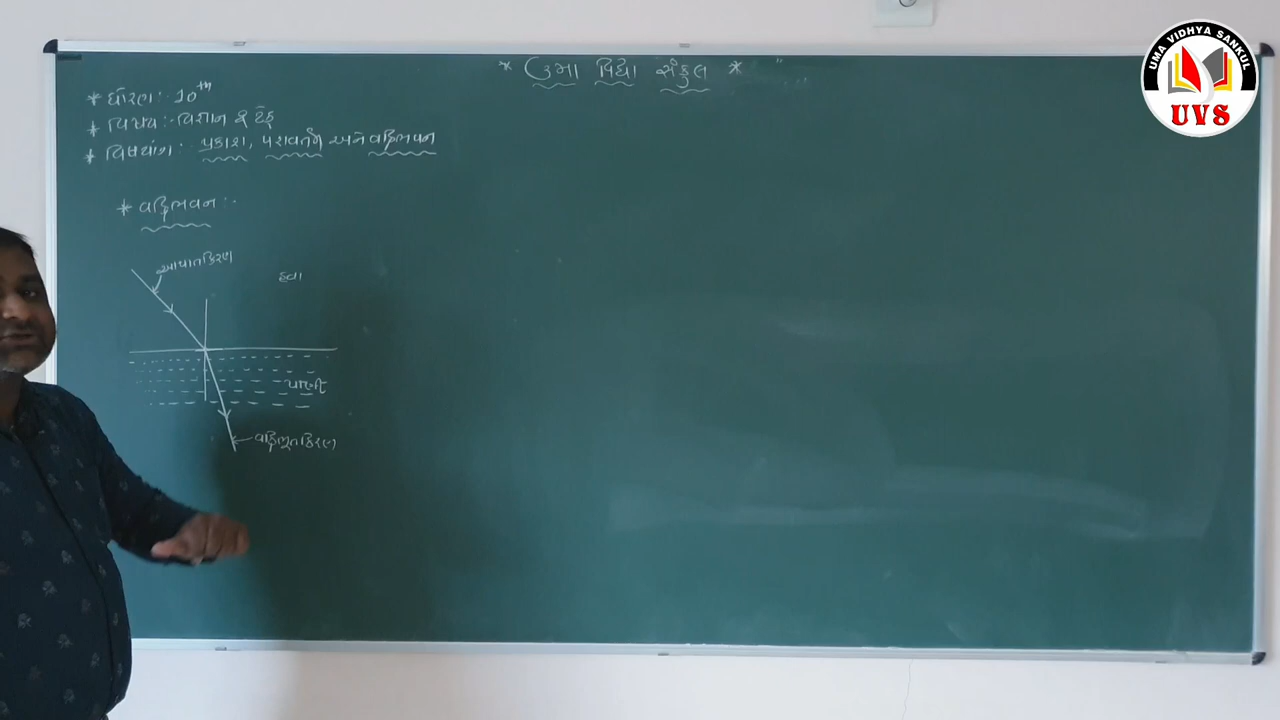 * ઉમા વિધા સંકુલ *
* ધોરણ :- 10th
* વિષય :- વિજ્ઞાન & ટેક્
* વિષયાંગ : પ્રકાશ, પરાવર્તન અને વક્રિભવન
* વક્રિભવન :-
આપાતકિરણ
હવા
પાણી
વક્રિભૂતકિરણ
UMA VIDHYA SANKUL
UVS